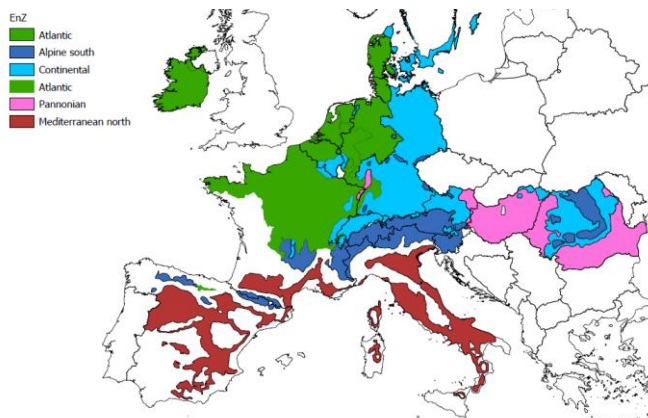 EnZ
Atlantic
Alpine south
Continental
Atlantic
Pannonian
Mediterranean north